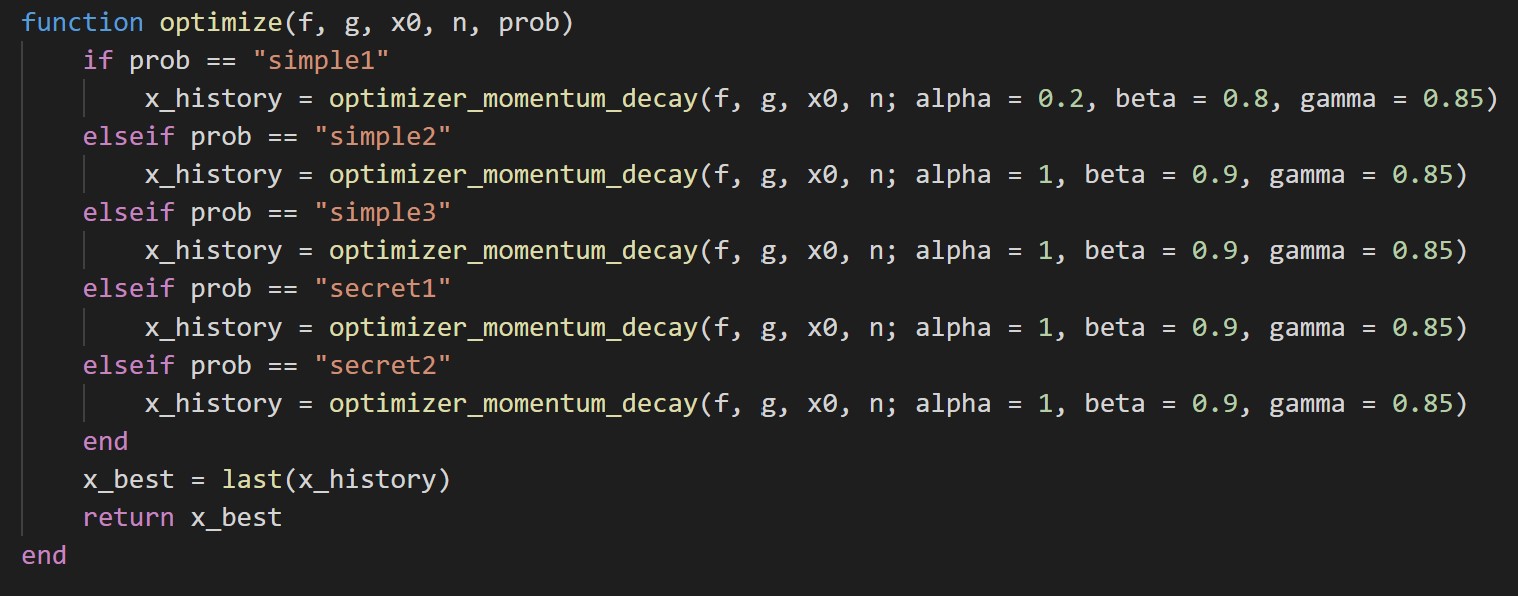 function optimize(f, g, x0, n, prob)
    if prob == "simple1"
        x_history = optimizer_momentum_decay(f, g, x0, n; alpha = 0.2, beta = 0.8, gamma = 0.85)
    elseif prob == "simple2"
        x_history = optimizer_momentum_decay(f, g, x0, n; alpha = 1, beta = 0.9, gamma = 0.85)
    elseif prob == "simple3"
        x_history = optimizer_momentum_decay(f, g, x0, n; alpha = 1, beta = 0.9, gamma = 0.85)
    elseif prob == "secret1"
        x_history = optimizer_momentum_decay(f, g, x0, n; alpha = 1, beta = 0.9, gamma = 0.85)
    elseif prob == "secret2"
        x_history = optimizer_momentum_decay(f, g, x0, n; alpha = 1, beta = 0.9, gamma = 0.85)
    end
    x_best = last(x_history)
    return x_best
end